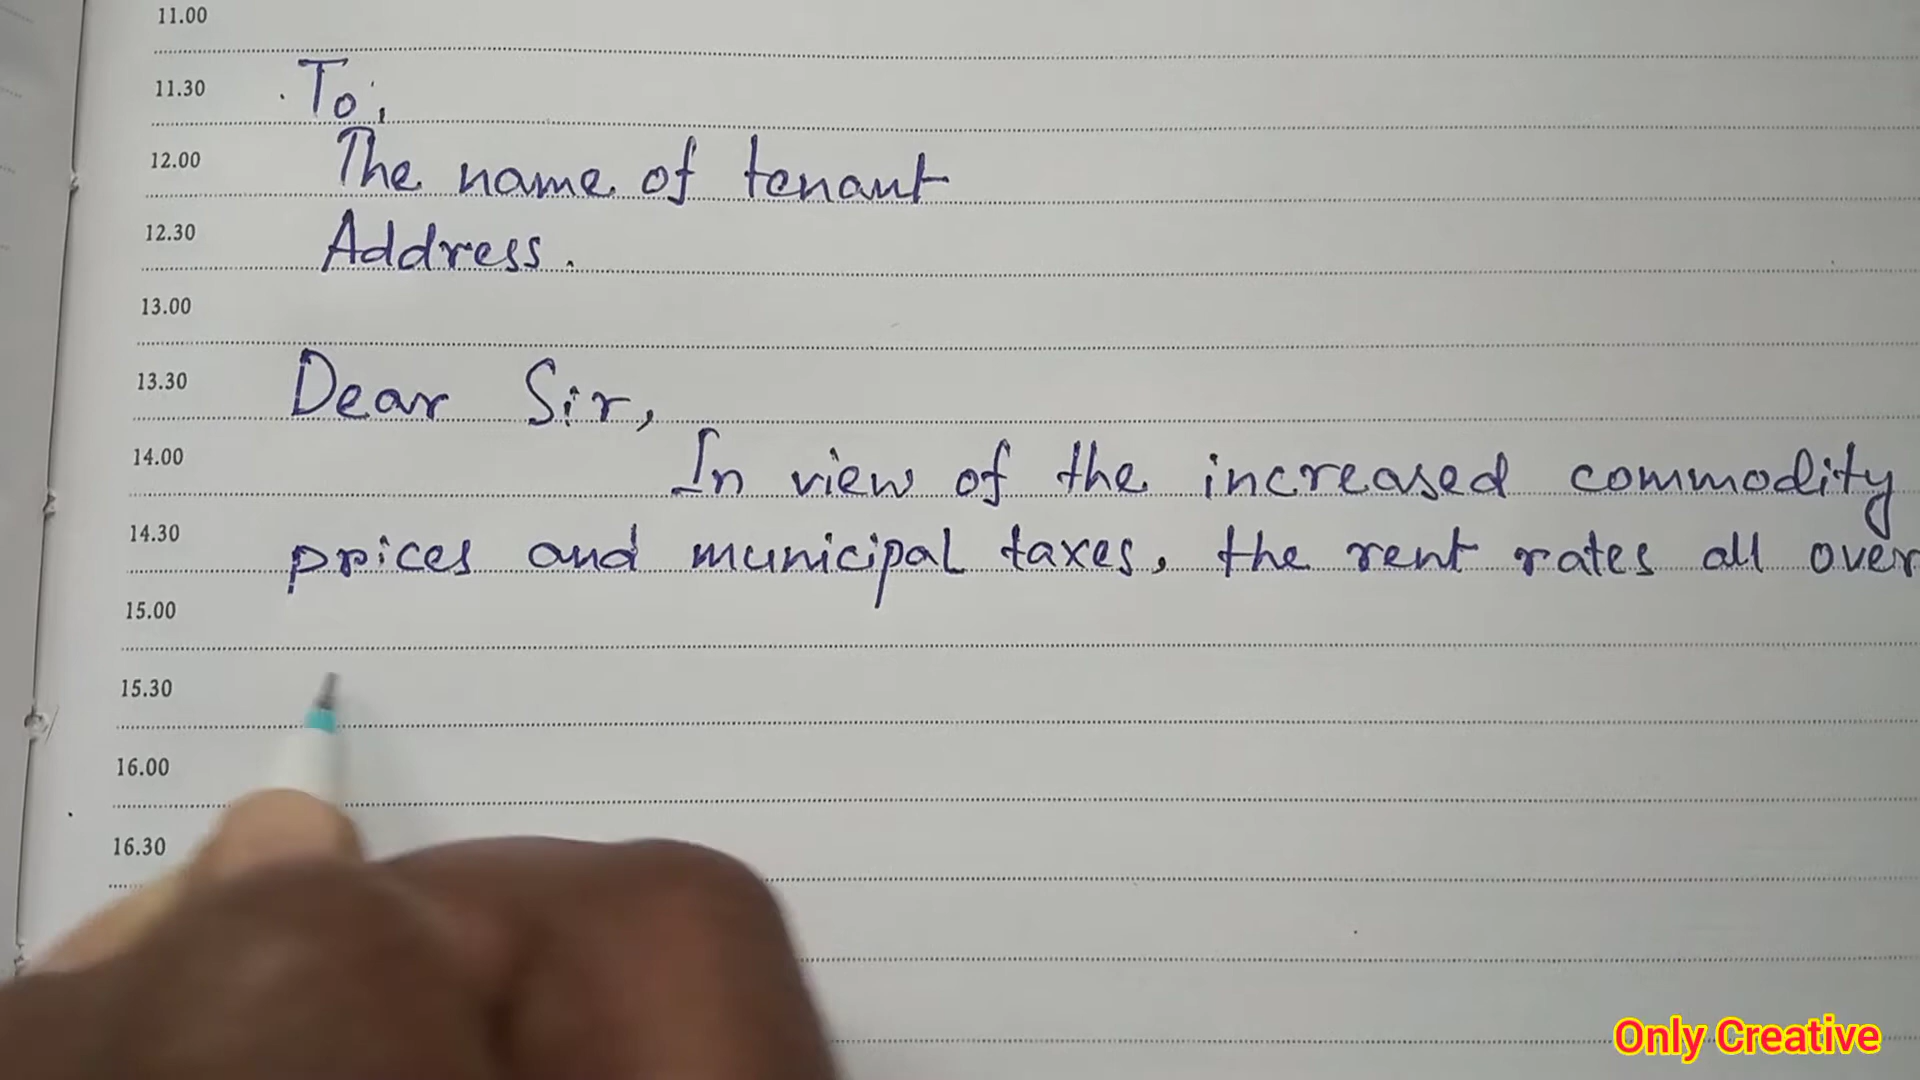 11.00
11.30 To,
12.00 The name of tenant
12.30 Address.
13.00
13.30 Dear Sir,
14.00 In view of the increased commodity
14.30 prices and municipal taxes, the rent rates all over
15.00
15.30
16.00
16.30
Only Creative